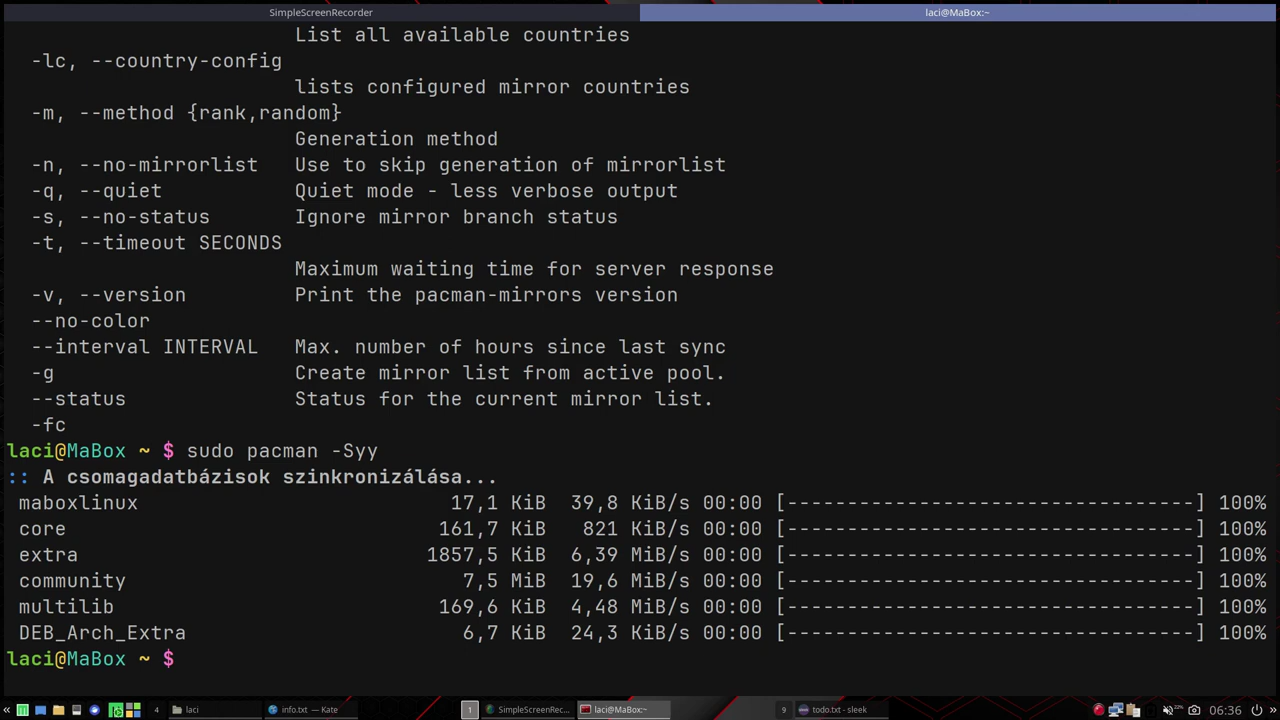 SimpleScreenRecorder laci@MaBox:~
List all available countries
-lc, --country-config
lists configured mirror countries
-m, --method {rank,random}
Generation method
-n, --no-mirrorlist Use to skip generation of mirrorlist
-q, --quiet Quiet mode - less verbose output
-s, --no-status Ignore mirror branch status
-t, --timeout SECONDS
Maximum waiting time for server response
-v, --version Print the pacman-mirrors version
--no-color
--interval INTERVAL Max. number of hours since last sync
-g Create mirror list from active pool.
--status Status for the current mirror list.
-fc
laci@MaBox ~ $ sudo pacman -Syy
:: A csomagadatbázisok szinkronizálása...
maboxlinux 17,1 KiB 39,8 KiB/s 00:00 [----------------------------------] 100%
core 161,7 KiB 821 KiB/s 00:00 [----------------------------------] 100%
extra 1857,5 KiB 6,39 MiB/s 00:00 [----------------------------------] 100%
community 7,5 MiB 19,6 MiB/s 00:00 [----------------------------------] 100%
multilib 169,6 KiB 4,48 MiB/s 00:00 [----------------------------------] 100%
DEB_Arch_Extra 6,7 KiB 24,3 KiB/s 00:00 [----------------------------------] 100%
laci@MaBox ~ $
« 4 laci info.txt — Kate 1 SimpleScreenRec... laci@MaBox:~ 9 todo.txt - sleek 22% 06:36 »